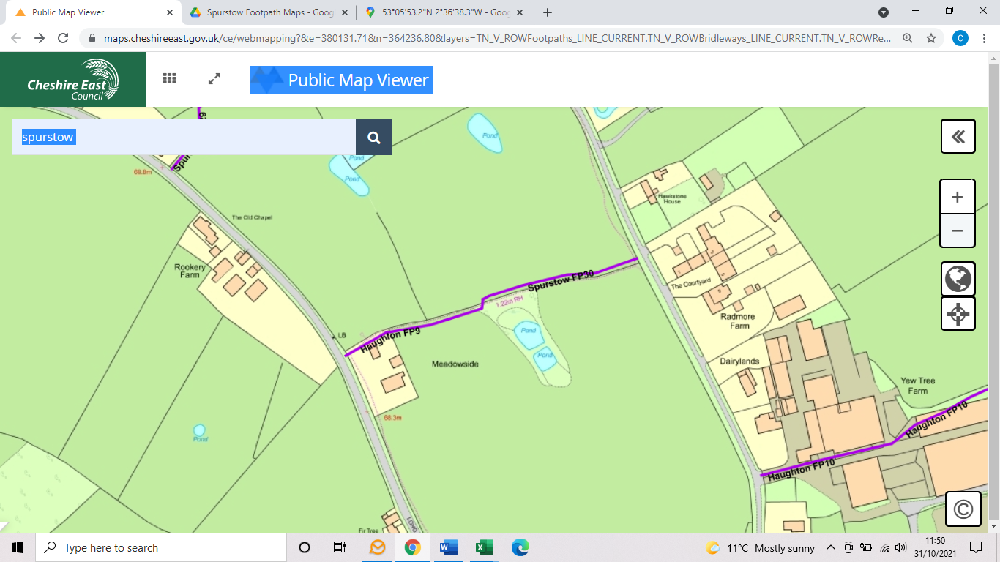 Public Map Viewer
Spurstow Footpath Maps - Goog
53°05'53.2"N 2°36'38.3"W - Goo
maps.cheshireeast.gov.uk/ce/webmapping?&e=380131.71&n=364236.80&layers=TN_V_ROWFootpaths_LINE_CURRENT.TN_V_ROWBridleways_LINE_CURRENT.TN_V_ROWRe...
C
Cheshire East
Council
Public Map Viewer
spurstow
Pond
Pond
Pond
69.8m
Spur
Hawkstone
House
The Old Chapel
Rookery
Farm
Spurstow FP30
1.22m RH
The Courtyard
1
5
9
Radmore
Farm
LB
Haughton FP9
Pond
Pond
Meadowside
Dairylands
Yew Tree
Farm
68.3m
Haughton FP10
Pond
Haughton FP10
Fir Tree
LONG
©
Type here to search
11°C Mostly sunny
11:50
31/10/2021